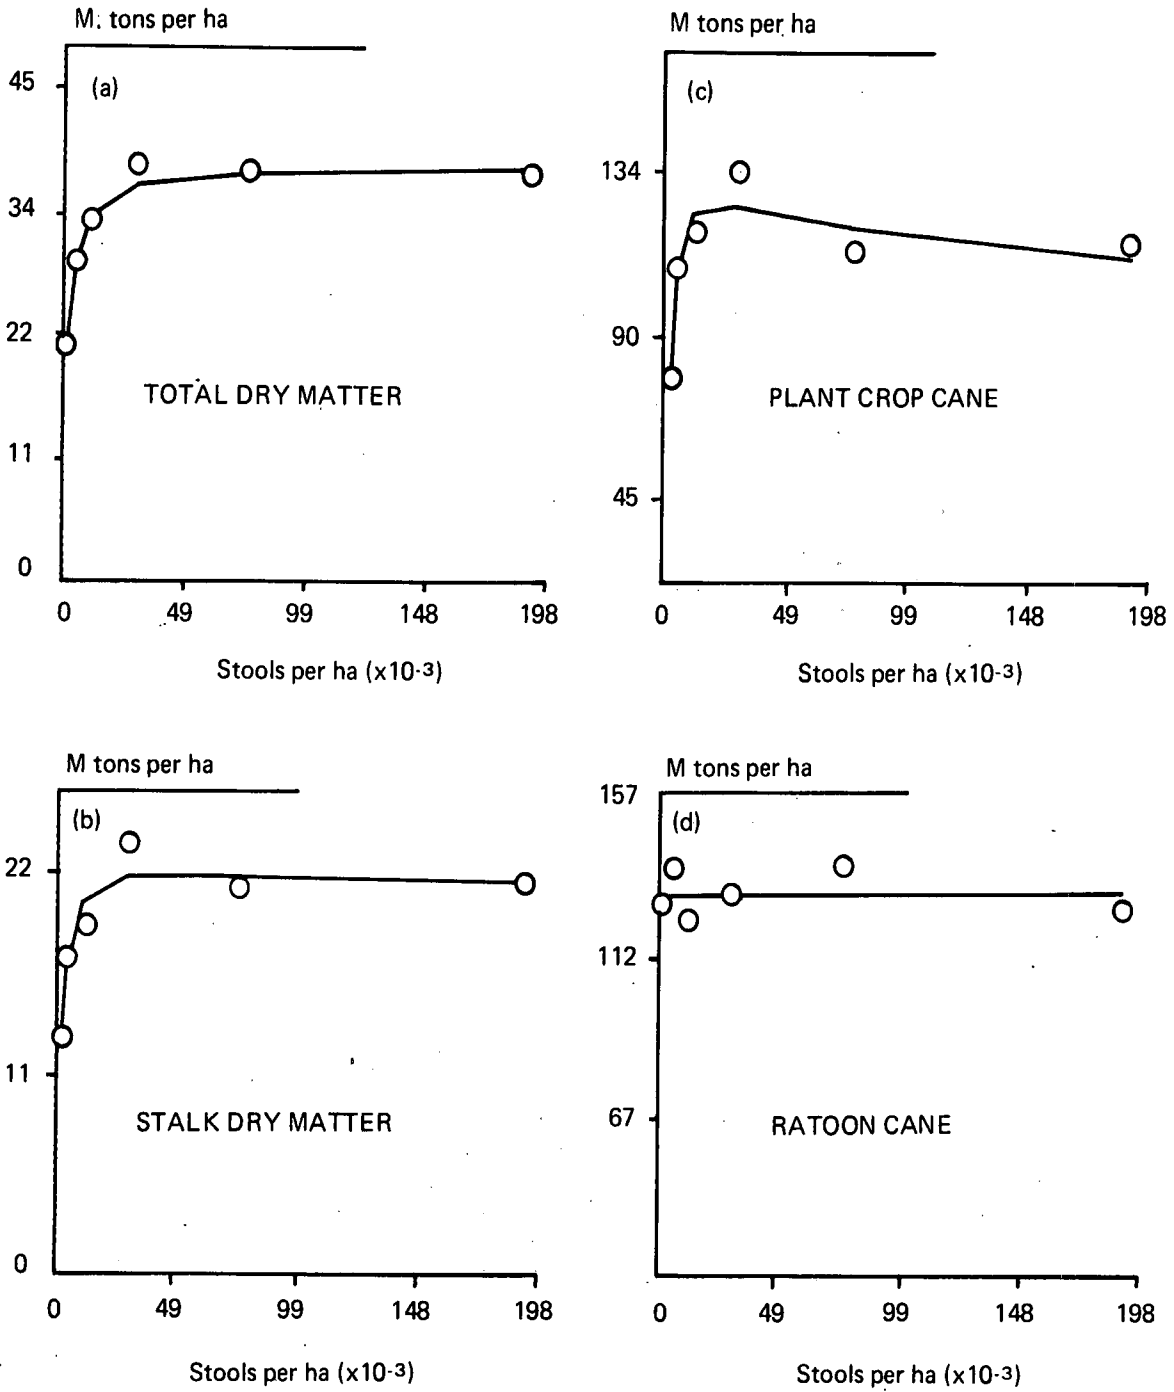 M. tons per ha
45
(a)
34
22
TOTAL DRY MATTER
11
0
0 49 99 148 198
Stools per ha (x10-3)
M tons per ha
(c)
134
90
PLANT CROP CANE
45
0 49 99 148 198
Stools per ha (x10-3)
M tons per ha
(b)
22
11
STALK DRY MATTER
0
0 49 99 148 198
Stools per ha (x10-3)
M tons per ha
157
(d)
112
67
RATOON CANE
0 49 99 148 198
Stools per ha (x10-3)